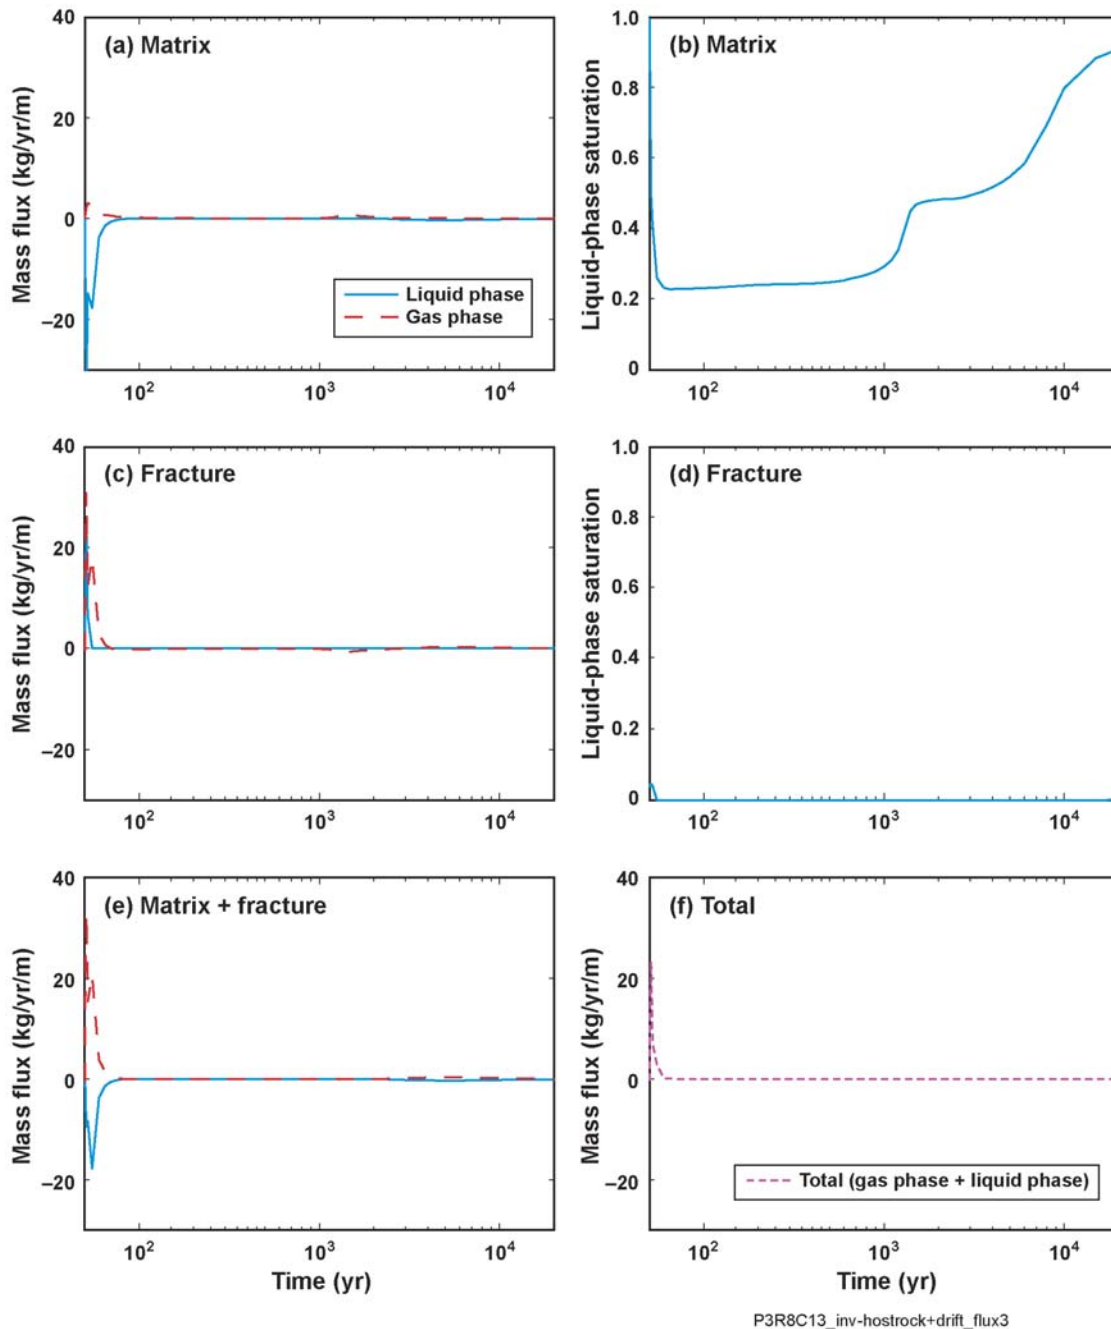 (a) Matrix
Mass flux (kg/yr/m)
40
20
0
–20
Liquid phase
Gas phase
10²
10³
10⁴
(b) Matrix
Liquid-phase saturation
1.0
0.8
0.6
0.4
0.2
0
10²
10³
10⁴
(c) Fracture
Mass flux (kg/yr/m)
40
20
0
–20
10²
10³
10⁴
(d) Fracture
Liquid-phase saturation
1.0
0.8
0.6
0.4
0.2
0
10²
10³
10⁴
(e) Matrix + fracture
Mass flux (kg/yr/m)
40
20
0
–20
10²
10³
10⁴
Time (yr)
(f) Total
Mass flux (kg/yr/m)
40
20
0
–20
Total (gas phase + liquid phase)
10²
10³
10⁴
Time (yr)
P3R8C13_inv-hostrock+drift_flux3